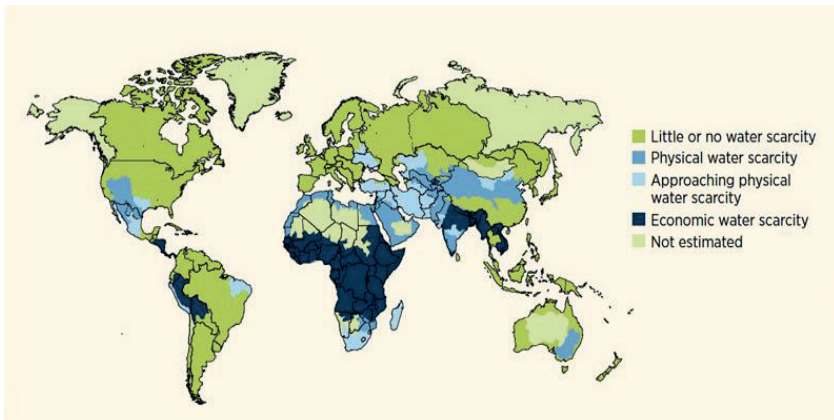 Little or no water scarcity
Physical water scarcity
Approaching physical
water scarcity
Economic water scarcity
Not estimated